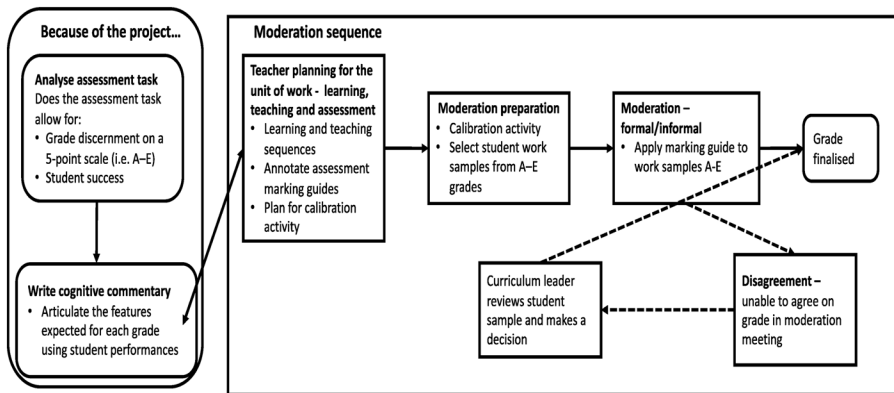 Because of the project...
Analyse assessment task
Does the assessment task
allow for:
• Grade discernment on a
5-point scale (i.e. A–E)
• Student success
Write cognitive commentary
• Articulate the features
expected for each grade
using student performances
Moderation sequence
Teacher planning for the
unit of work - learning,
teaching and assessment
• Learning and teaching
sequences
• Annotate assessment
marking guides
• Plan for calibration
activity
Moderation preparation
• Calibration activity
• Select student work
samples from A–E
grades
Moderation –
formal/informal
• Apply marking guide to
work samples A-E
Grade
finalised
Curriculum leader
reviews student
sample and makes a
decision
Disagreement –
unable to agree on
grade in moderation
meeting